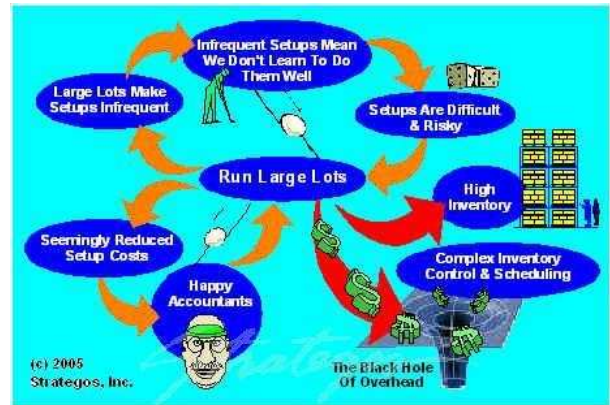 Infrequent Setups Mean
We Don't Learn To Do
Them Well
Large Lots Make
Setups Infrequent
Setups Are Difficult
& Risky
Run Large Lots
High
Inventory
Seemingly Reduced
Setup Costs
Complex Inventory
Control & Scheduling
Happy
Accountants
(c) 2005
Strategos, Inc.
The Black Hole
Of Overhead
Strategos